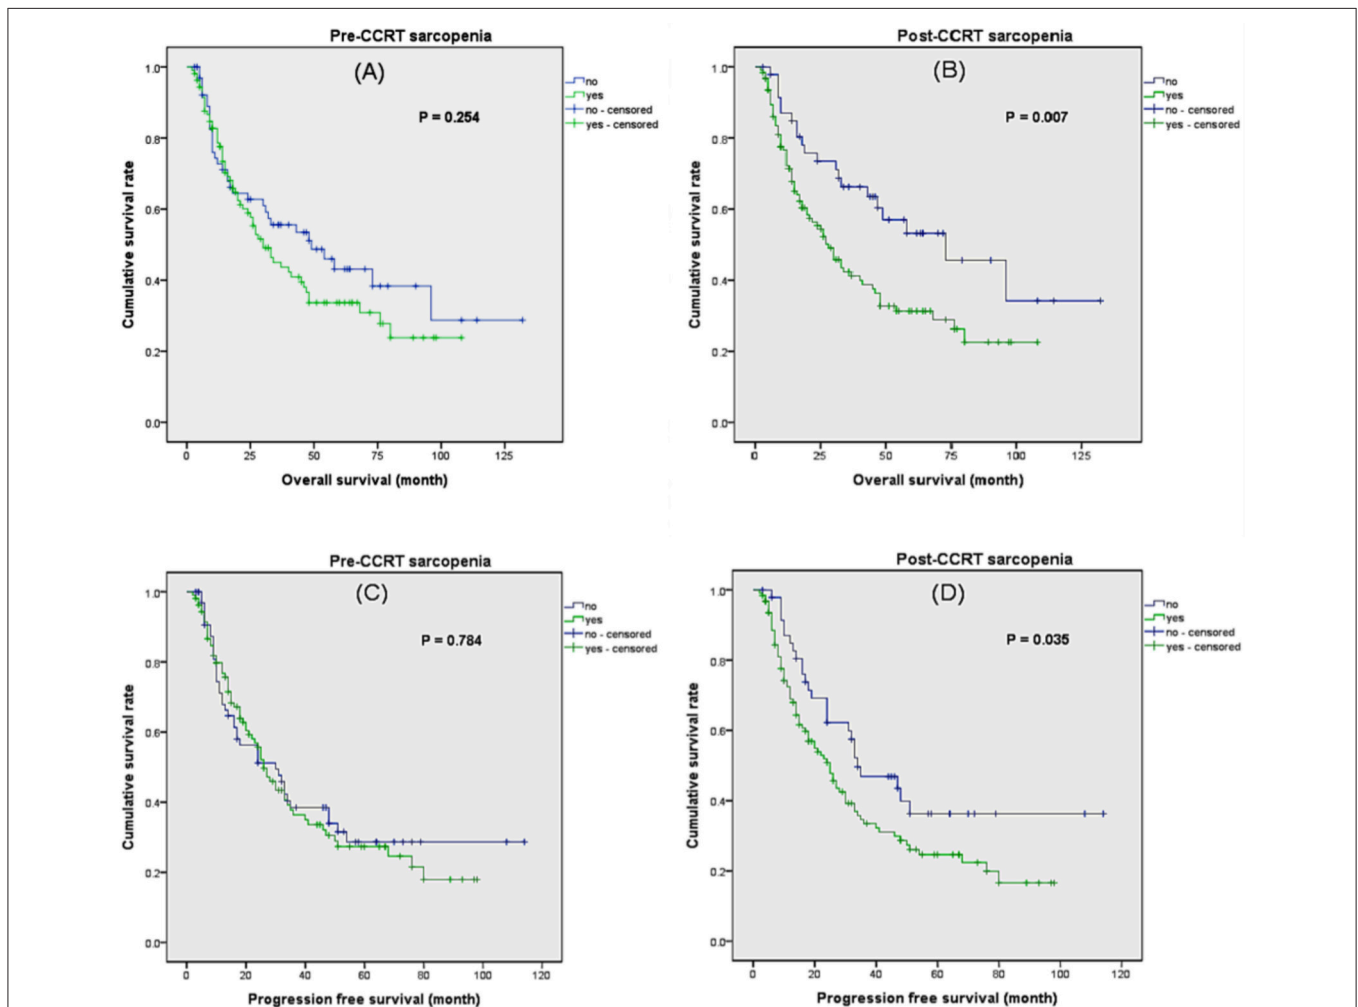 Pre-CCRT sarcopenia
(A)
P = 0.254
no
yes
no - censored
yes - censored
Cumulative survival rate
1.0
0.8
0.6
0.4
0.2
0.0
0 25 50 75 100 125
Overall survival (month)
Post-CCRT sarcopenia
(B)
P = 0.007
no
yes
no - censored
yes - censored
Cumulative survival rate
1.0
0.8
0.6
0.4
0.2
0.0
0 25 50 75 100 125
Overall survival (month)
Pre-CCRT sarcopenia
(C)
P = 0.784
no
yes
no - censored
yes - censored
Cumulative survival rate
1.0
0.8
0.6
0.4
0.2
0.0
0 20 40 60 80 100 120
Progression free survival (month)
Post-CCRT sarcopenia
(D)
P = 0.035
no
yes
no - censored
yes - censored
Cumulative survival rate
1.0
0.8
0.6
0.4
0.2
0.0
0 20 40 60 80 100 120
Progression free survival (month)